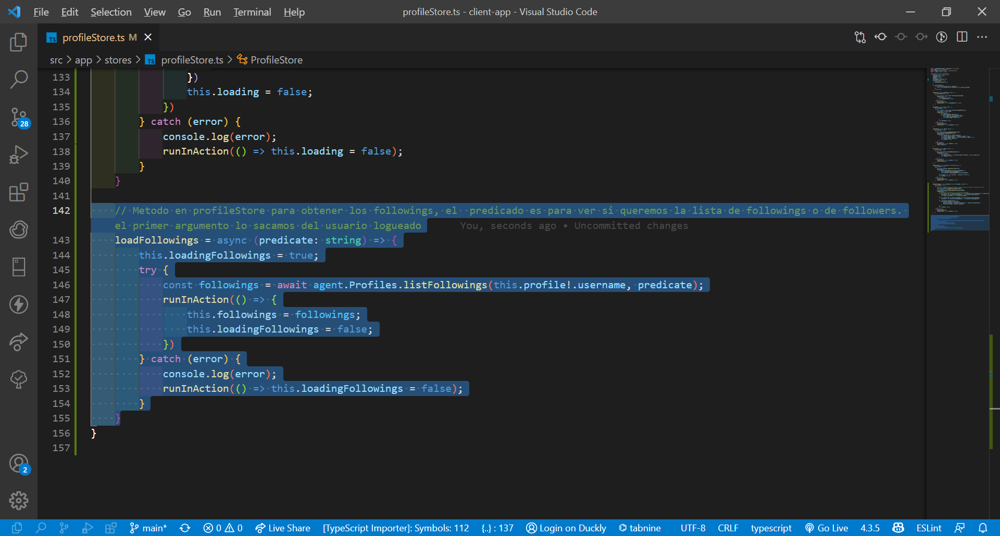 File Edit Selection View Go Run Terminal Help profileStore.ts - client-app - Visual Studio Code
TS profileStore.ts M
src > app > stores > TS profileStore.ts > ProfileStore
133 })
134 this.loading = false;
135 })
136 } catch (error) {
137 console.log(error);
138 runInAction(() => this.loading = false);
139 }
140 }
141
142 // Metodo en profileStore para obtener los followings, el  predicado es para ver si queremos la lista de followings o de followers.
el primer argumento lo sacamos del usuario logueado You, seconds ago • Uncommitted changes
143 loadFollowings = async (predicate: string) => {
144 this.loadingFollowings = true;
145 try {
146 const followings = await agent.Profiles.listFollowings(this.profile!.username, predicate);
147 runInAction(() => {
148 this.followings = followings;
149 this.loadingFollowings = false;
150 })
151 } catch (error) {
152 console.log(error);
153 runInAction(() => this.loadingFollowings = false);
154 }
155 }
156 }
157
28
2
main* 0 0 Live Share [TypeScript Importer]: Symbols: 112 {..} : 137 Login on Duckly tabnine UTF-8 CRLF typescript Go Live 4.3.5 ESLint